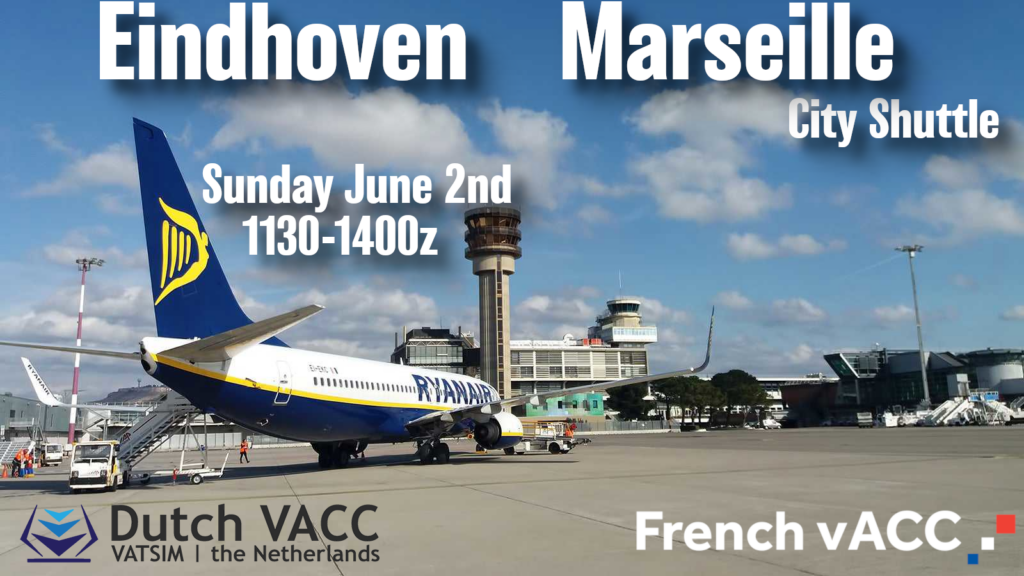 Eindhoven Marseille
City Shuttle
Sunday June 2nd
1130-1400z
RYANAIR
Dutch VACC
VATSIM | the Netherlands
French vACC